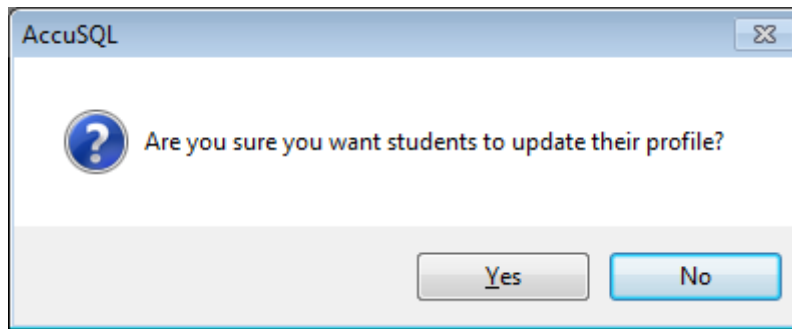 AccuSQL
Are you sure you want students to update their profile?
Yes
No